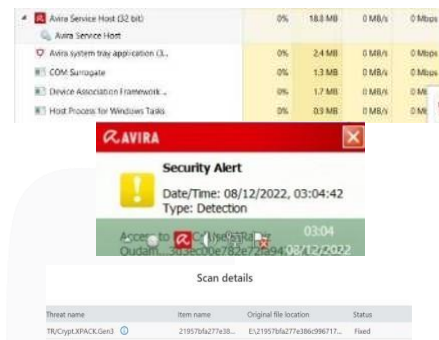 Avira Service Host (32 bit) 0% 18.8 MB 0 MB/s 0 Mbps
Avira Service Host
Avira system tray application (3... 0% 2.4 MB 0 MB/s 0 Mbps
COM Surrogate 0% 1.3 MB 0 MB/s 0 Mbps
Device Association Framework ... 0% 1.7 MB 0 MB/s
Host Process for Windows Tasks 0% 0.9 MB 0 MB/s
AVIRA
Security Alert
Date/Time: 08/12/2022, 03:04:42
Type: Detection
Access to
03:04
08/12/2022
Scan details
Threat name Item name Original file location Status
TR/Crypt.XPACK.Gen3 21957bfa277e38... E:\21957bfa277e386c996717... Fixed